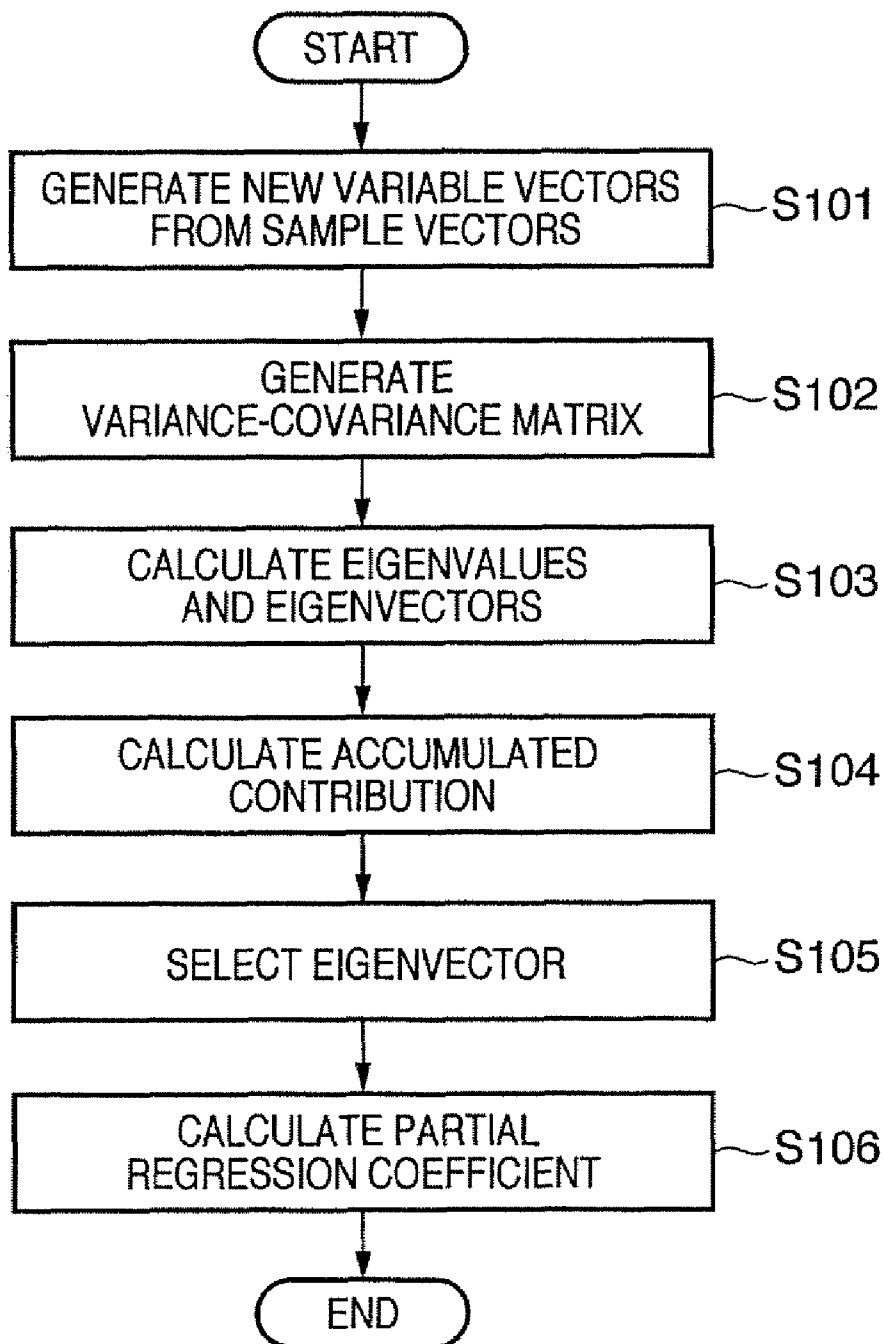 START
GENERATE NEW VARIABLE VECTORS
FROM SAMPLE VECTORS
S101
GENERATE
VARIANCE-COVARIANCE MATRIX
S102
CALCULATE EIGENVALUES
AND EIGENVECTORS
S103
CALCULATE ACCUMULATED
CONTRIBUTION
S104
SELECT EIGENVECTOR
S105
CALCULATE PARTIAL
REGRESSION COEFFICIENT
S106
END